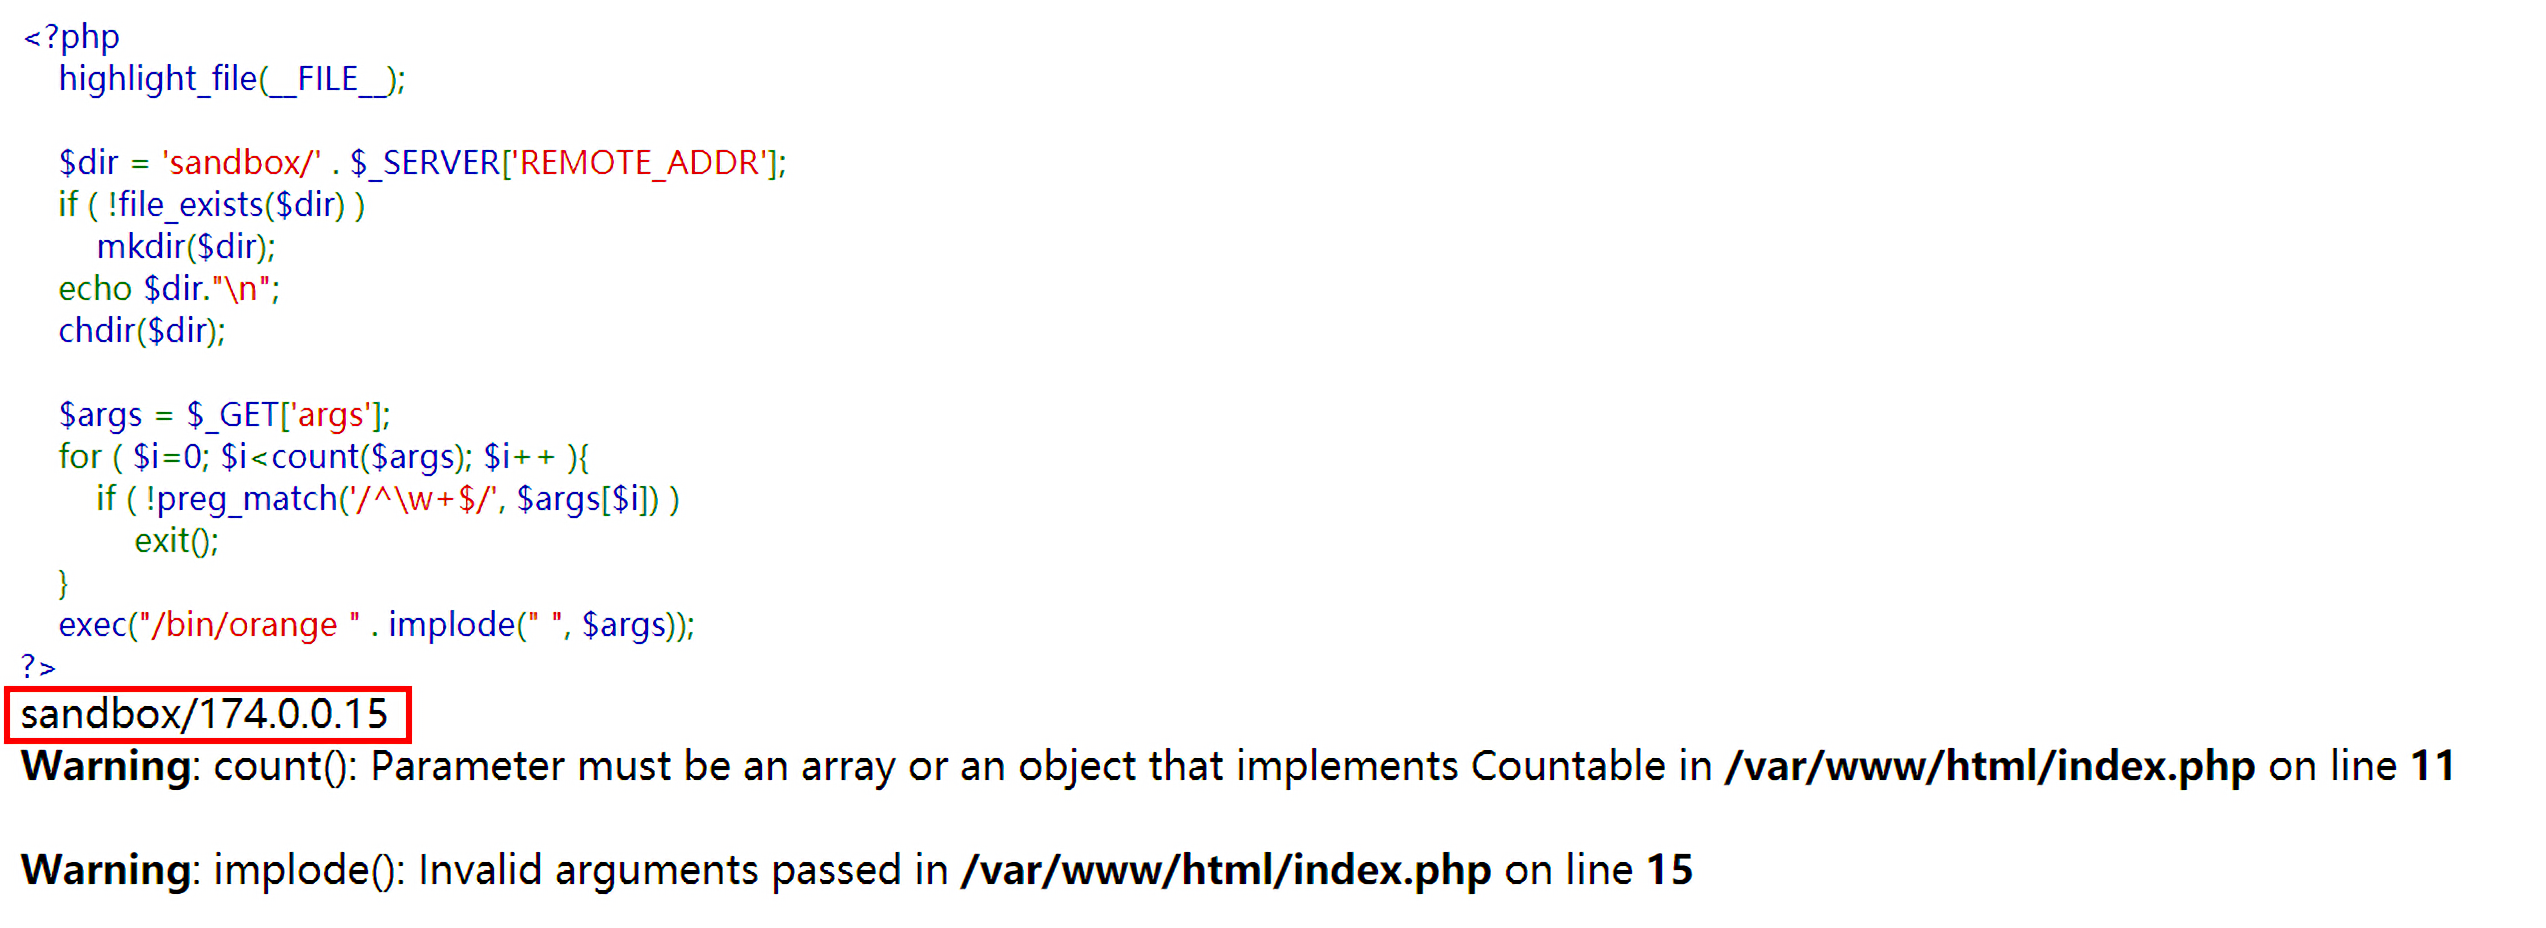 <?php
highlight_file(__FILE__);
$dir = 'sandbox/' . $_SERVER['REMOTE_ADDR'];
if ( !file_exists($dir) )
mkdir($dir);
echo $dir."\n";
chdir($dir);
$args = $_GET['args'];
for ( $i=0; $i<count($args); $i++ ){
if ( !preg_match('/^\w+$/', $args[$i]) )
exit();
}
exec("/bin/orange " . implode(" ", $args));
?>
sandbox/174.0.0.15
Warning: count(): Parameter must be an array or an object that implements Countable in /var/www/html/index.php on line 11
Warning: implode(): Invalid arguments passed in /var/www/html/index.php on line 15